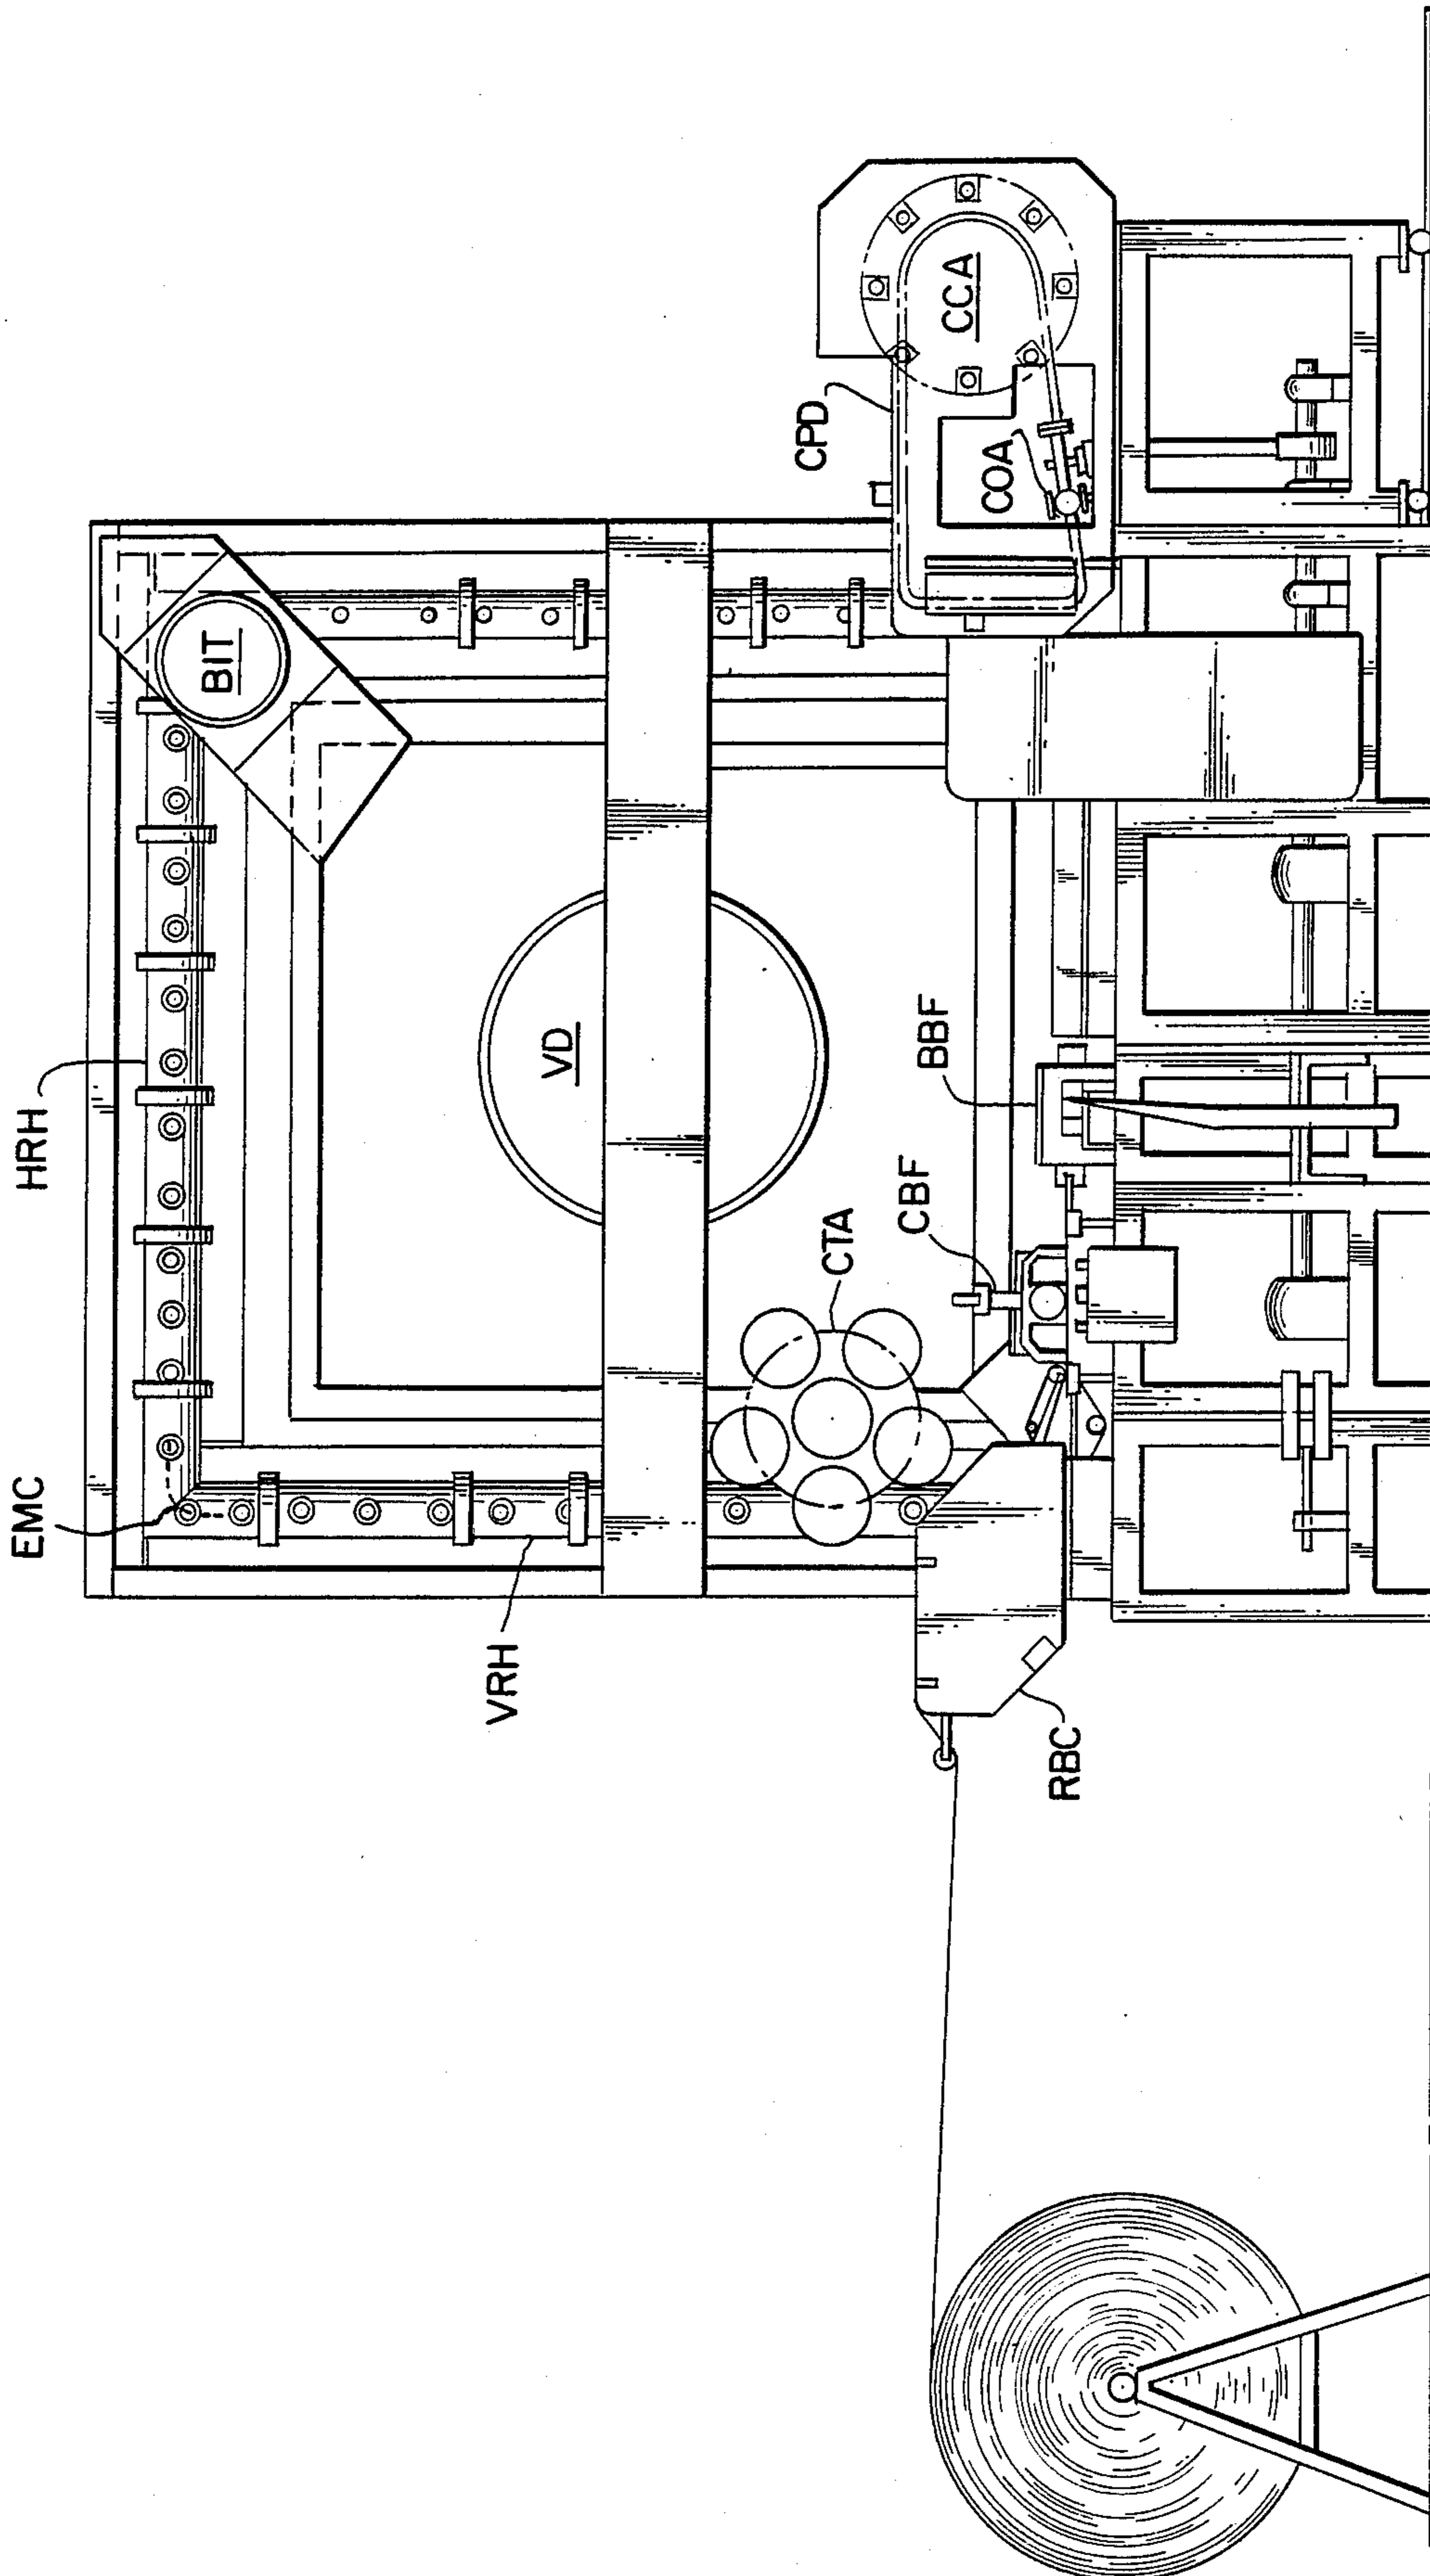 EMC
HRH
VRH
BIT
VD
CTA
CBF
BBF
CPD
COA
CCA
RBC